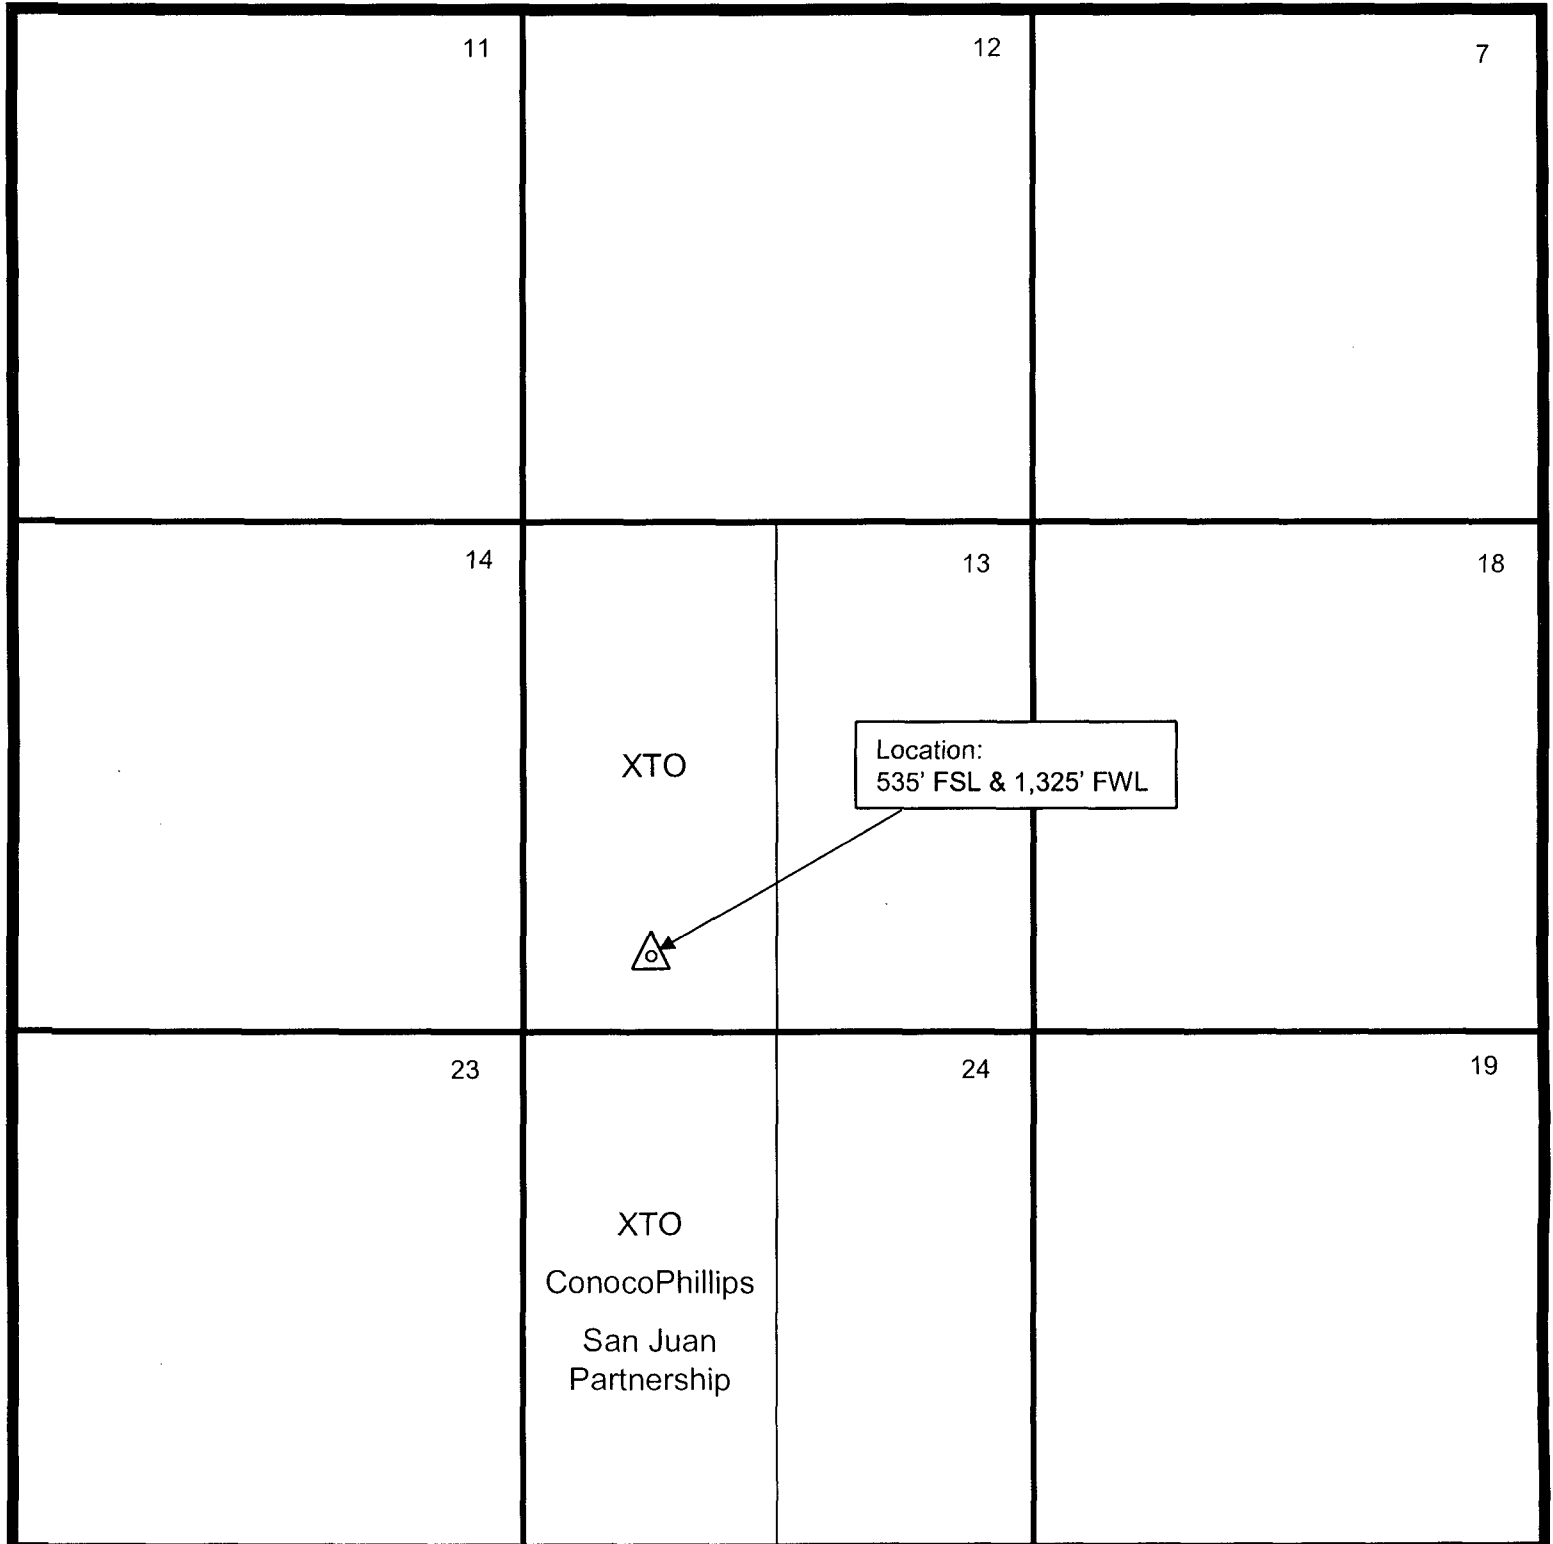 11
12
7
14
13
18
XTO
Location:
535' FSL & 1,325' FWL
23
24
19
XTO
ConocoPhillips
San Juan
Partnership